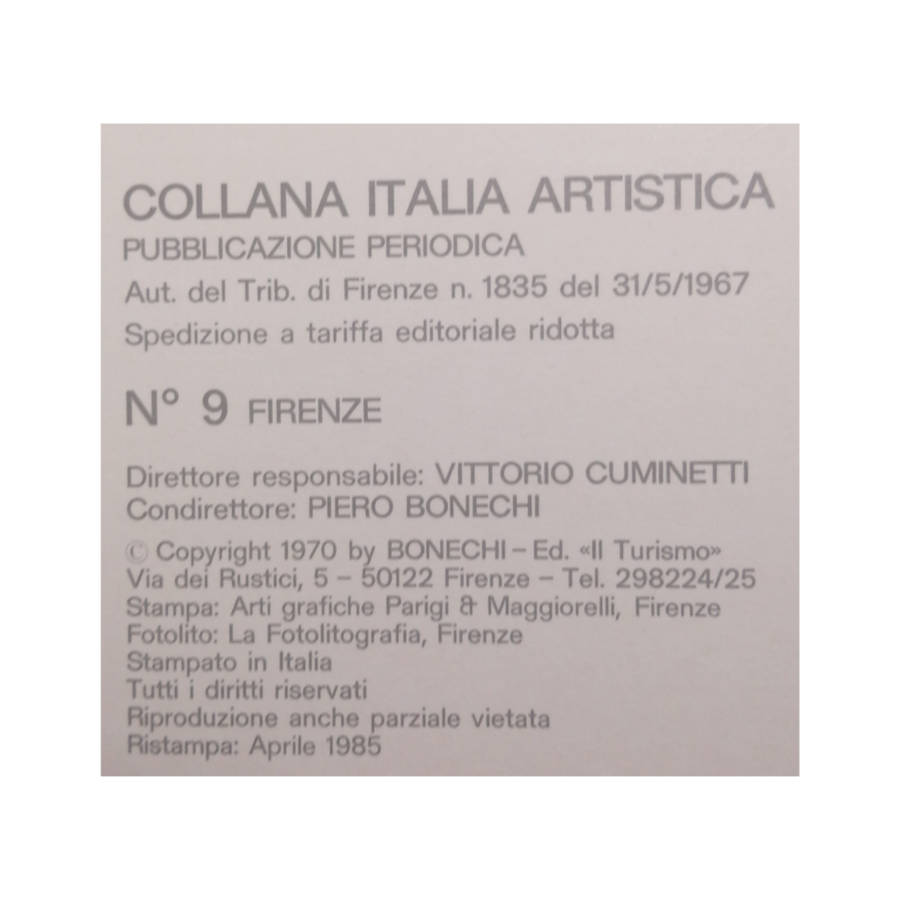 COLLANA ITALIA ARTISTICA
PUBBLICAZIONE PERIODICA
Aut. del Trib. di Firenze n. 1835 del 31/5/1967
Spedizione a tariffa editoriale ridotta
N° 9 FIRENZE
Direttore responsabile: VITTORIO CUMINETTI
Condirettore: PIERO BONECHI
© Copyright 1970 by BONECHI – Ed. «Il Turismo»
Via dei Rustici, 5 – 50122 Firenze – Tel. 298224/25
Stampa: Arti grafiche Parigi & Maggiorelli, Firenze
Fotolito: La Fotolitografia, Firenze
Stampato in Italia
Tutti i diritti riservati
Riproduzione anche parziale vietata
Ristampa: Aprile 1985